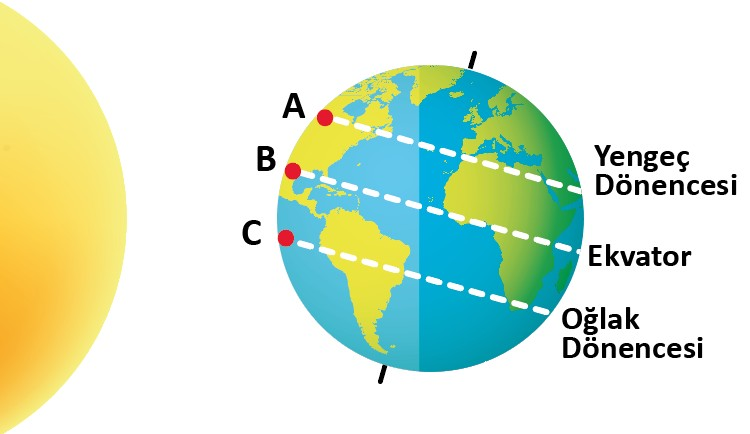 A
B
C
Yengeç
Dönencesi
Ekvator
Oğlak
Dönencesi